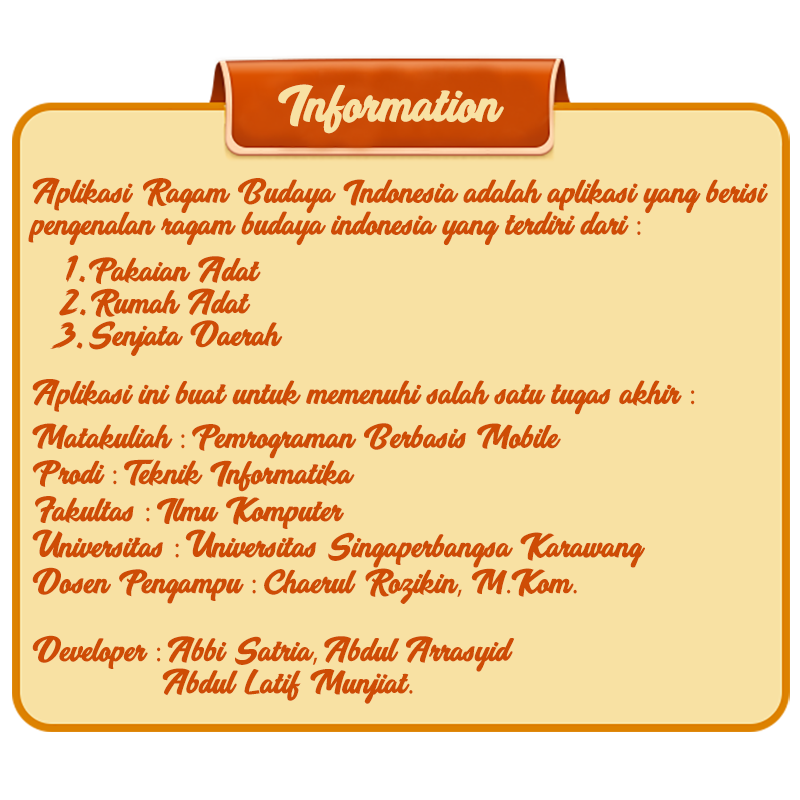 Information
Aplikasi Ragam Budaya Indonesia adalah aplikasi yang berisi
pengenalan ragam budaya indonesia yang terdiri dari :
1. Pakaian Adat
2. Rumah Adat
3. Senjata Daerah
Aplikasi ini buat untuk memenuhi salah satu tugas akhir :
Matakuliah : Pemrograman Berbasis Mobile
Prodi : Teknik Informatika
Fakultas : Ilmu Komputer
Universitas : Universitas Singaperbangsa Karawang
Dosen Pengampu : Chaerul Rozikin, M.Kom.
Developer : Abbi Satria, Abdul Arrasyid
Abdul Latif Munjiat.